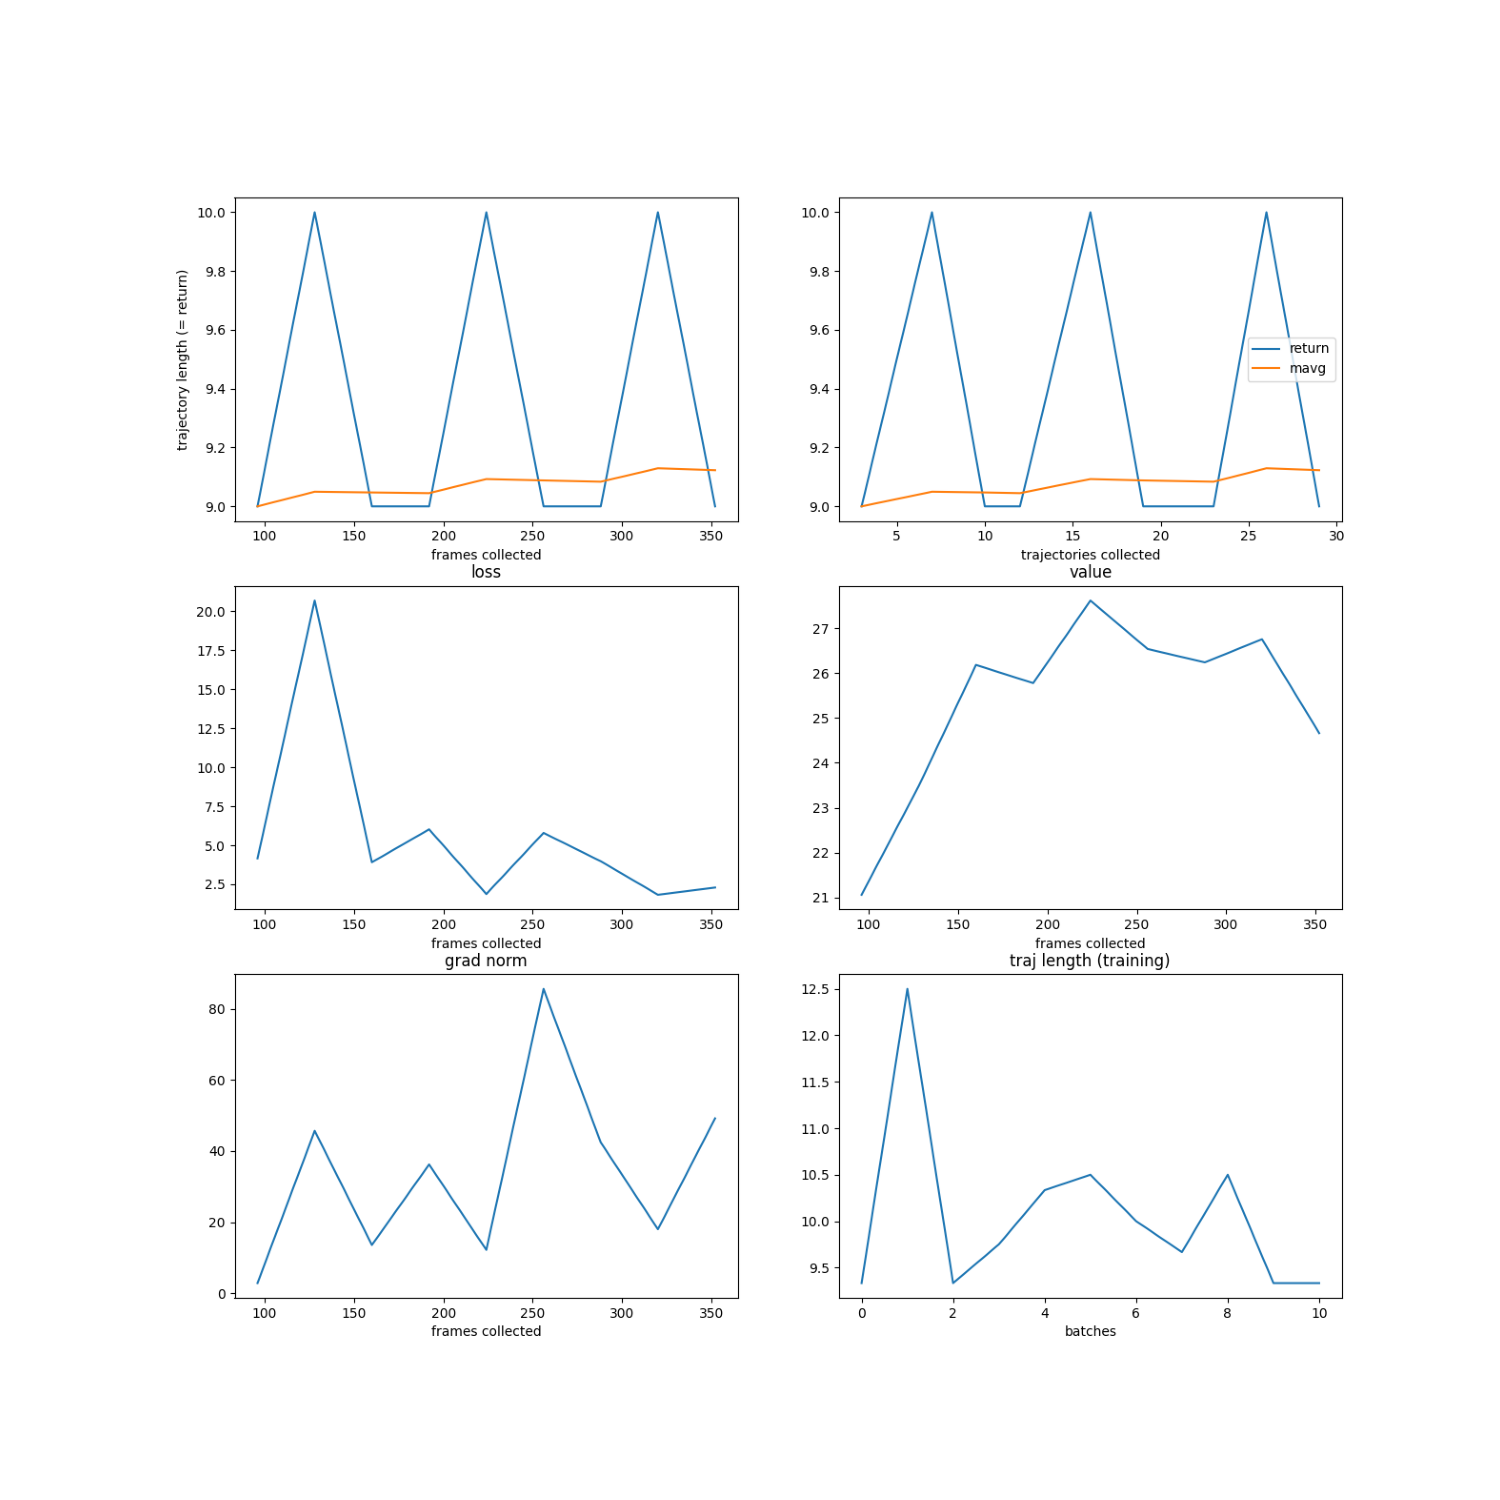 trajectory length (= return)
10.0
9.8
9.6
9.4
9.2
9.0
100 150 200 250 300 350
frames collected
10.0
9.8
9.6
9.4
9.2
9.0
return
mavg
5 10 15 20 25 30
trajectories collected
loss
20.0
17.5
15.0
12.5
10.0
7.5
5.0
2.5
100 150 200 250 300 350
frames collected
value
27
26
25
24
23
22
21
100 150 200 250 300 350
frames collected
grad norm
80
60
40
20
0
100 150 200 250 300 350
frames collected
traj length (training)
12.5
12.0
11.5
11.0
10.5
10.0
9.5
0 2 4 6 8 10
batches